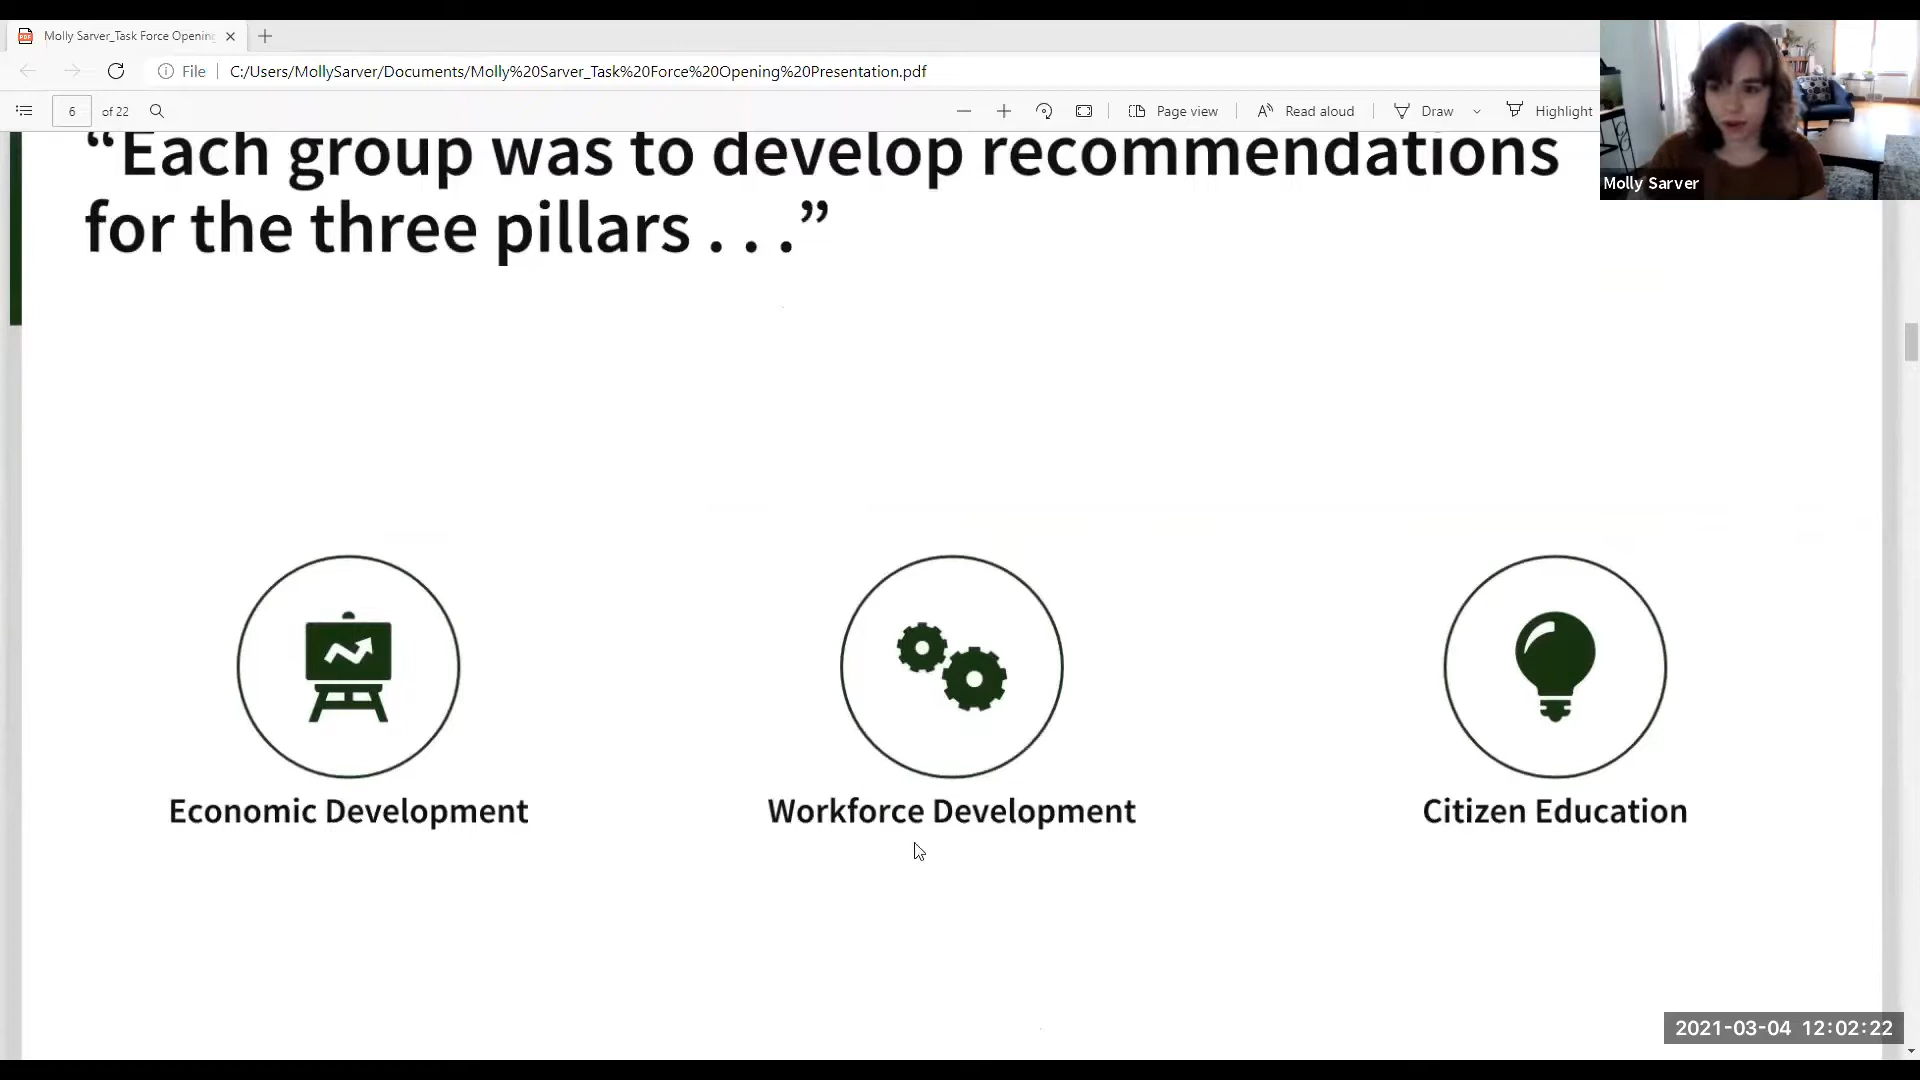 Molly Sarver_Task Force Opening
File
C:/Users/MollySarver/Documents/Molly%20Sarver_Task%20Force%20Opening%20Presentation.pdf
6 of 22
Page view
Read aloud
Draw
Highlight
Molly Sarver
“Each group was to develop recommendations
for the three pillars . . .”
Economic Development
Workforce Development
Citizen Education
2021-03-04 12:02:22